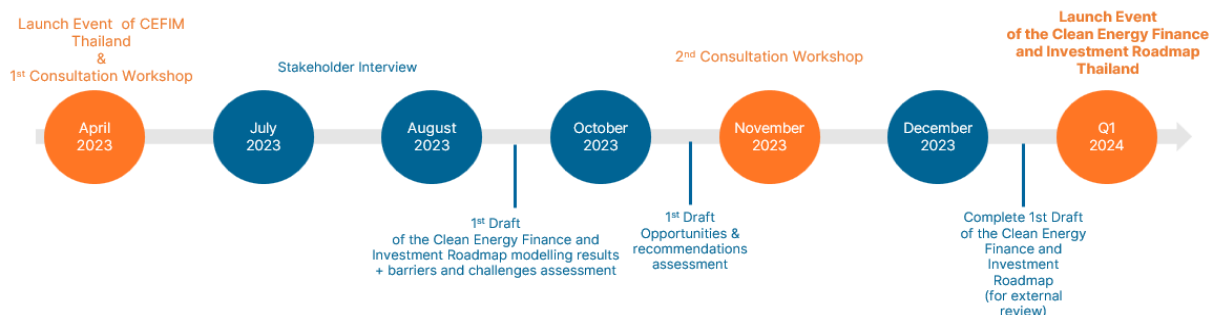 Launch Event of CEFIM
Thailand
&
1st Consultation Workshop
Stakeholder Interview
2nd Consultation Workshop
Launch Event
of the Clean Energy Finance
and Investment Roadmap
Thailand
April
2023
July
2023
August
2023
October
2023
November
2023
December
2023
Q1
2024
1st Draft
of the Clean Energy Finance and
Investment Roadmap modelling results
+ barriers and challenges assessment
1st Draft
Opportunities &
recommendations
assessment
Complete 1st Draft
of the Clean Energy
Finance and
Investment
Roadmap
(for external
review)